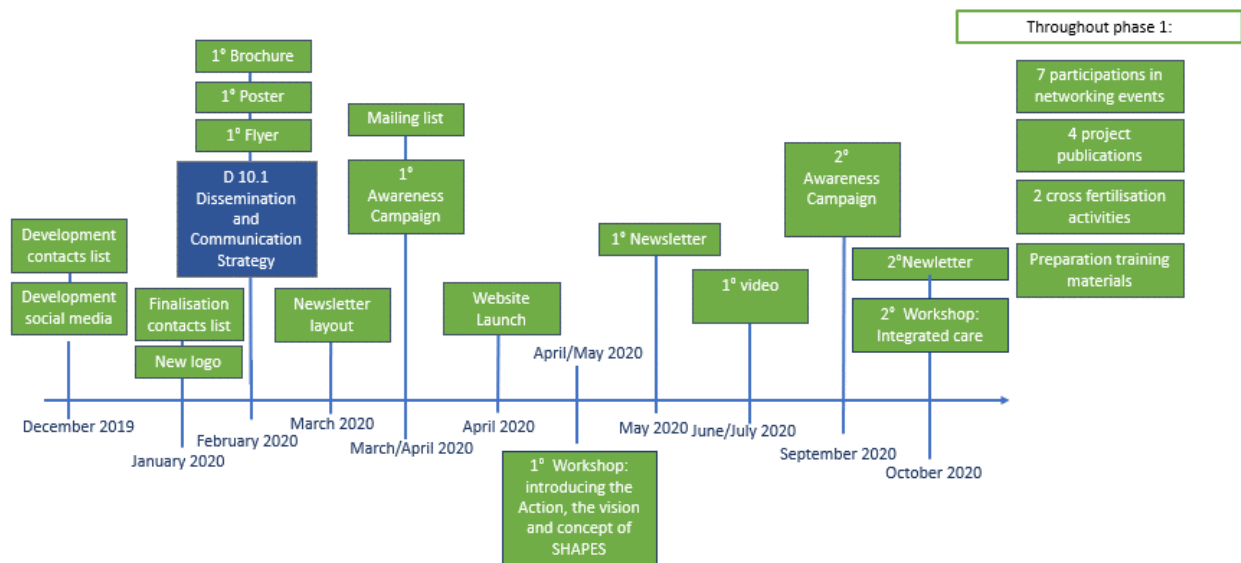 Throughout phase 1:
1° Brochure
1° Poster
1° Flyer
D 10.1
Dissemination
and
Communication
Strategy
Mailing list
1°
Awareness
Campaign
2°
Awareness
Campaign
7 participations in
networking events
4 project
publications
2 cross fertilisation
activities
Preparation training
materials
Development
contacts list
Development
social media
Finalisation
contacts list
New logo
Newsletter
layout
Website
Launch
1° Newsletter
1° video
2°Newletter
2° Workshop:
Integrated care
April/May 2020
December 2019
January 2020
February 2020
March 2020
March/April 2020
April 2020
May 2020
June/July 2020
September 2020
October 2020
1° Workshop:
introducing the
Action, the vision
and concept of
SHAPES